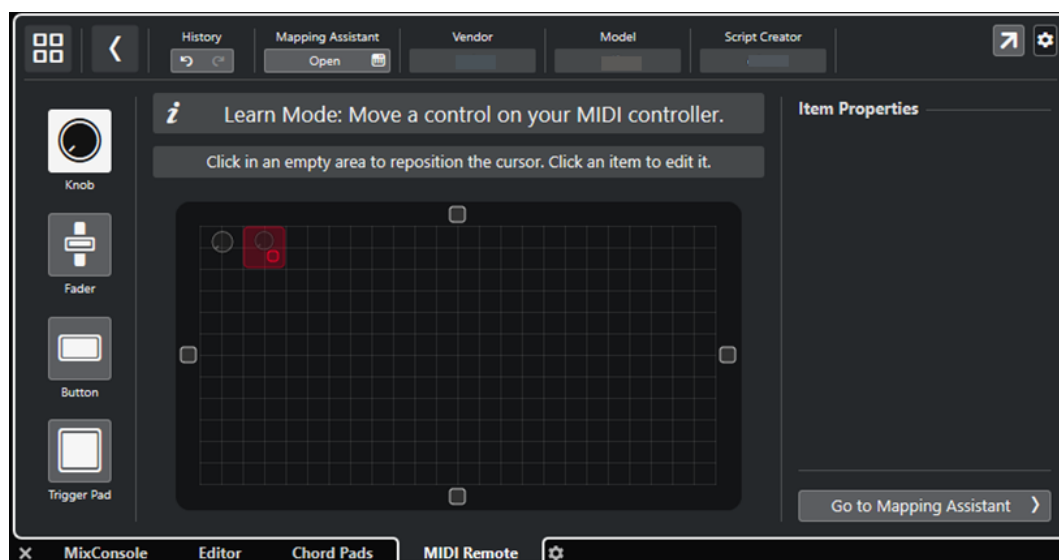 History
Mapping Assistant
Vendor
Model
Script Creator
Open
i Learn Mode: Move a control on your MIDI controller.
Item Properties
Click in an empty area to reposition the cursor. Click an item to edit it.
Knob
Fader
Button
Trigger Pad
Go to Mapping Assistant
MixConsole Editor Chord Pads MIDI Remote